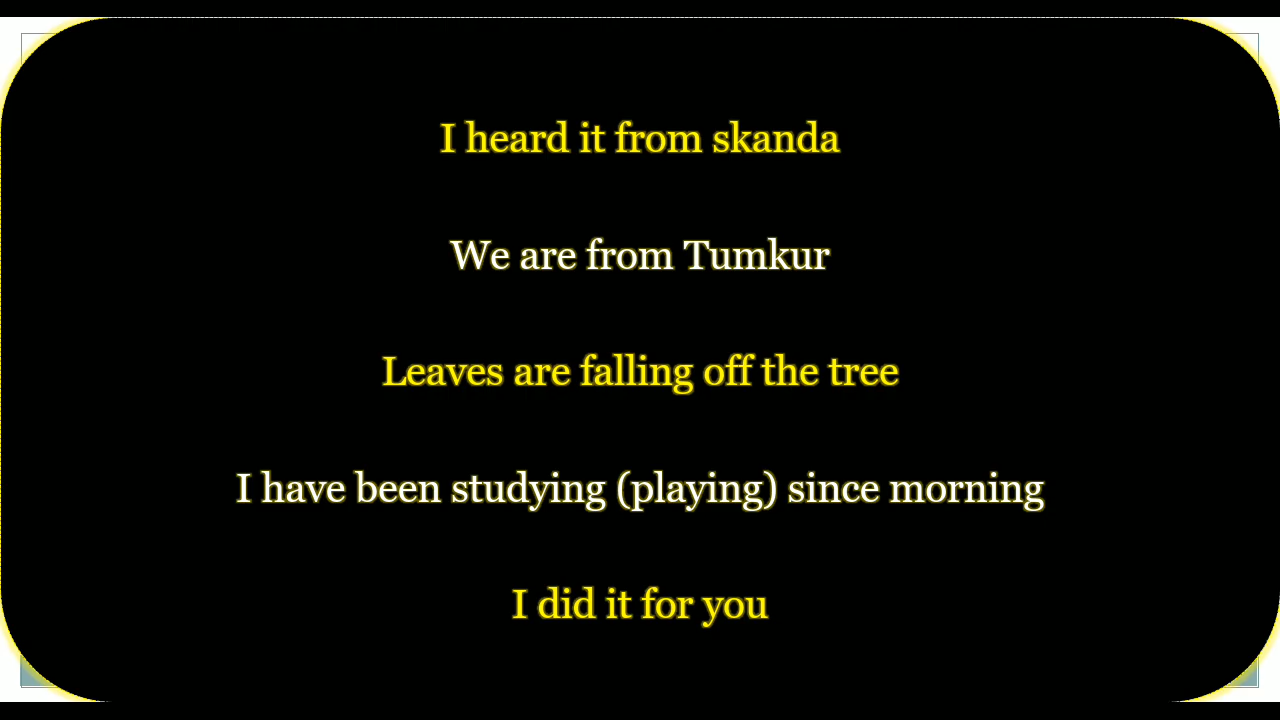 I heard it from skanda
We are from Tumkur
Leaves are falling off the tree
I have been studying (playing) since morning
I did it for you